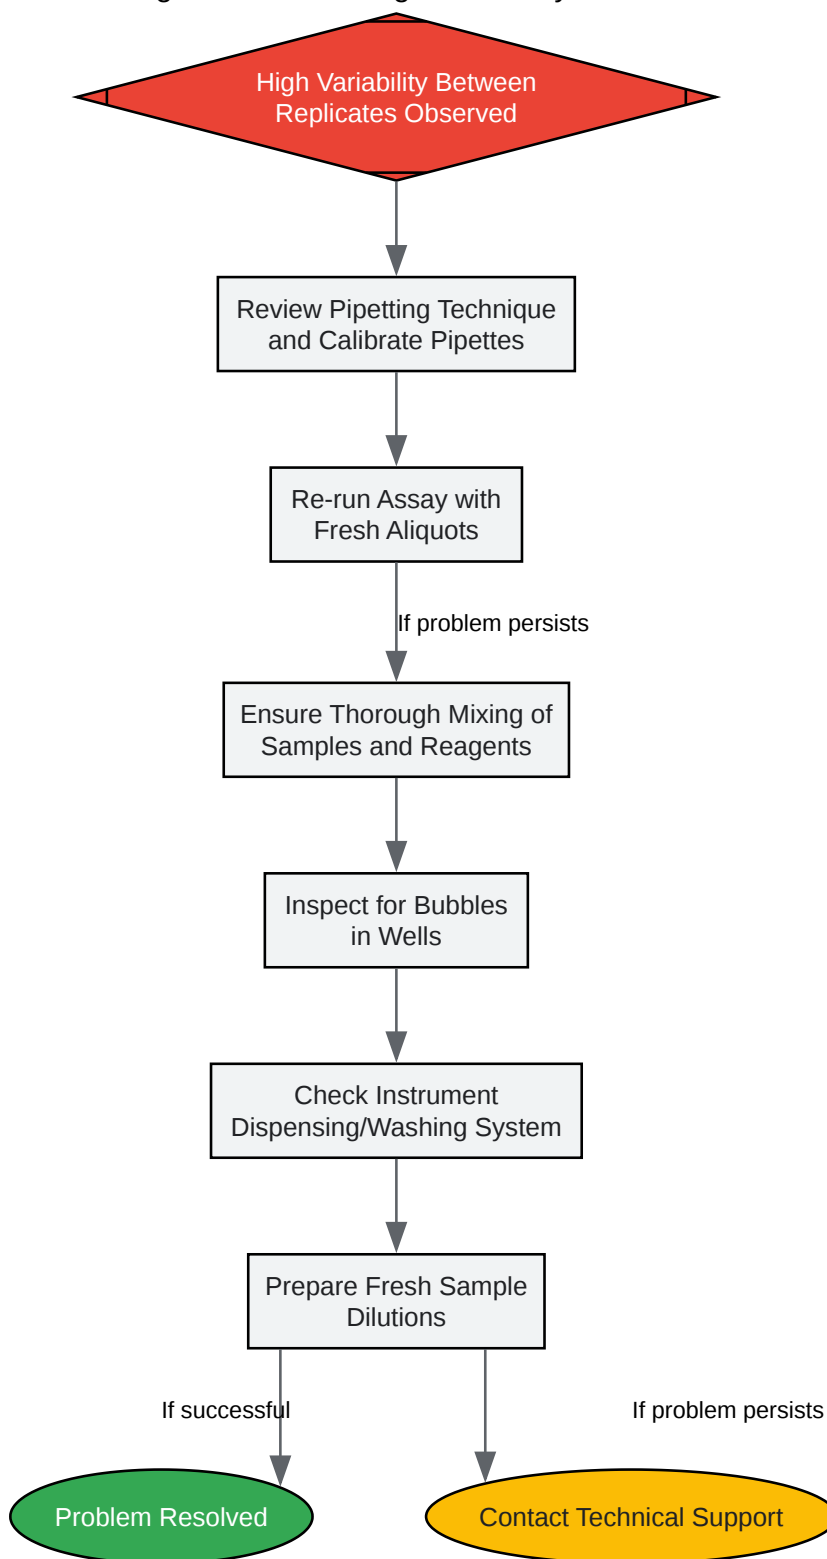 High Variability Between
Replicates Observed
Review Pipetting Technique
and Calibrate Pipettes
Re-run Assay with
Fresh Aliquots
If problem persists
Ensure Thorough Mixing of
Samples and Reagents
Inspect for Bubbles
in Wells
Check Instrument
Dispensing/Washing System
Prepare Fresh Sample
Dilutions
If successful
If problem persists
Problem Resolved
Contact Technical Support